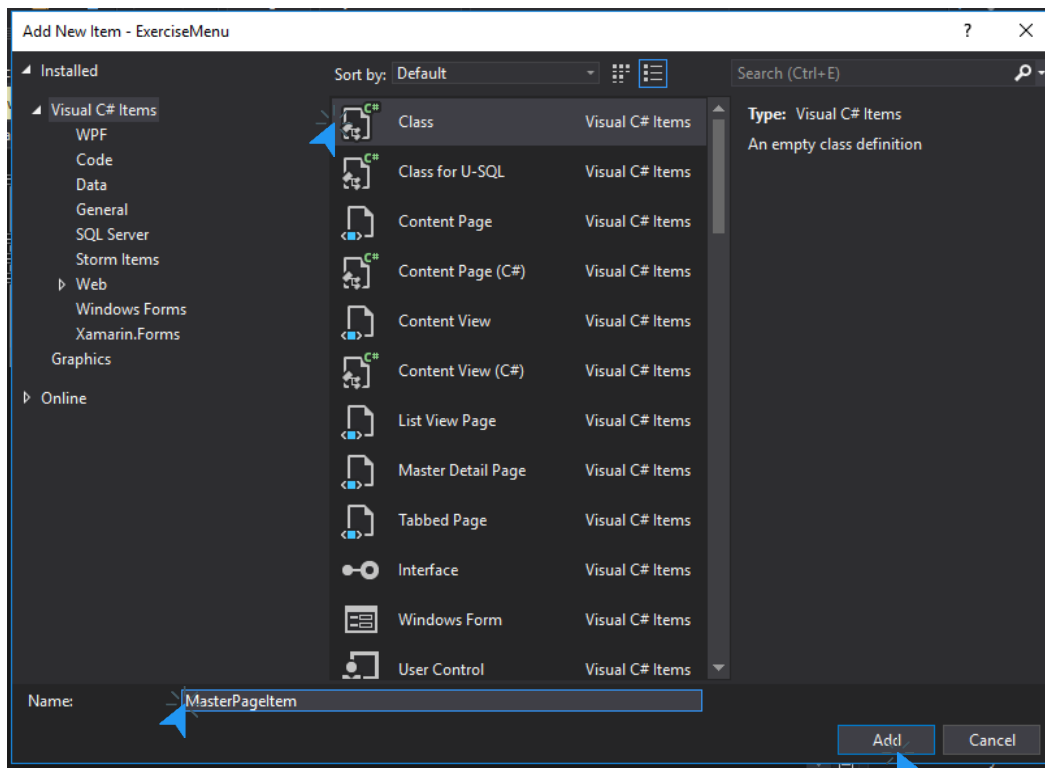 Add New Item - ExerciseMenu
?
Installed
Visual C# Items
WPF
Code
Data
General
SQL Server
Storm Items
Web
Windows Forms
Xamarin.Forms
Graphics
Online
Sort by: Default
Search (Ctrl+E)
C# Class Visual C# Items
C# Class for U-SQL Visual C# Items
Content Page Visual C# Items
C# Content Page (C#) Visual C# Items
Content View Visual C# Items
C# Content View (C#) Visual C# Items
List View Page Visual C# Items
Master Detail Page Visual C# Items
Tabbed Page Visual C# Items
Interface Visual C# Items
Windows Form Visual C# Items
User Control Visual C# Items
Type: Visual C# Items
An empty class definition
Name: MasterPageItem
Add Cancel